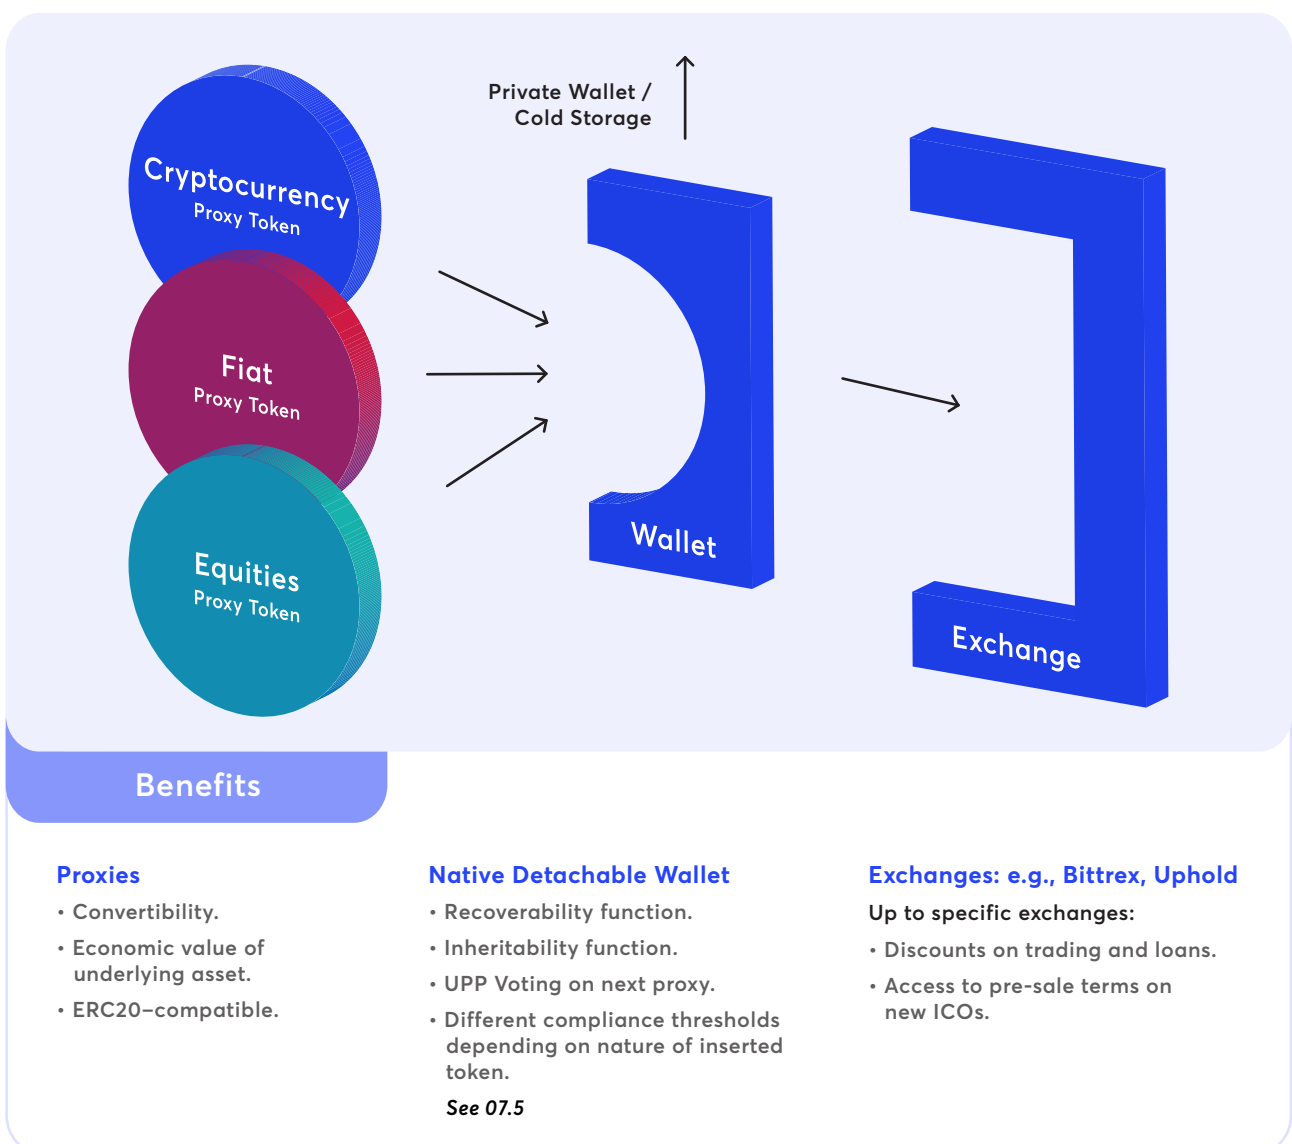 Private Wallet /
Cold Storage
Cryptocurrency
Proxy Token
Fiat
Proxy Token
Equities
Proxy Token
Wallet
Exchange
Benefits
Proxies
• Convertibility.
• Economic value of
underlying asset.
• ERC20–compatible.
Native Detachable Wallet
• Recoverability function.
• Inheritability function.
• UPP Voting on next proxy.
• Different compliance thresholds
depending on nature of inserted
token.
See 07.5
Exchanges: e.g., Bittrex, Uphold
Up to specific exchanges:
• Discounts on trading and loans.
• Access to pre-sale terms on
new ICOs.